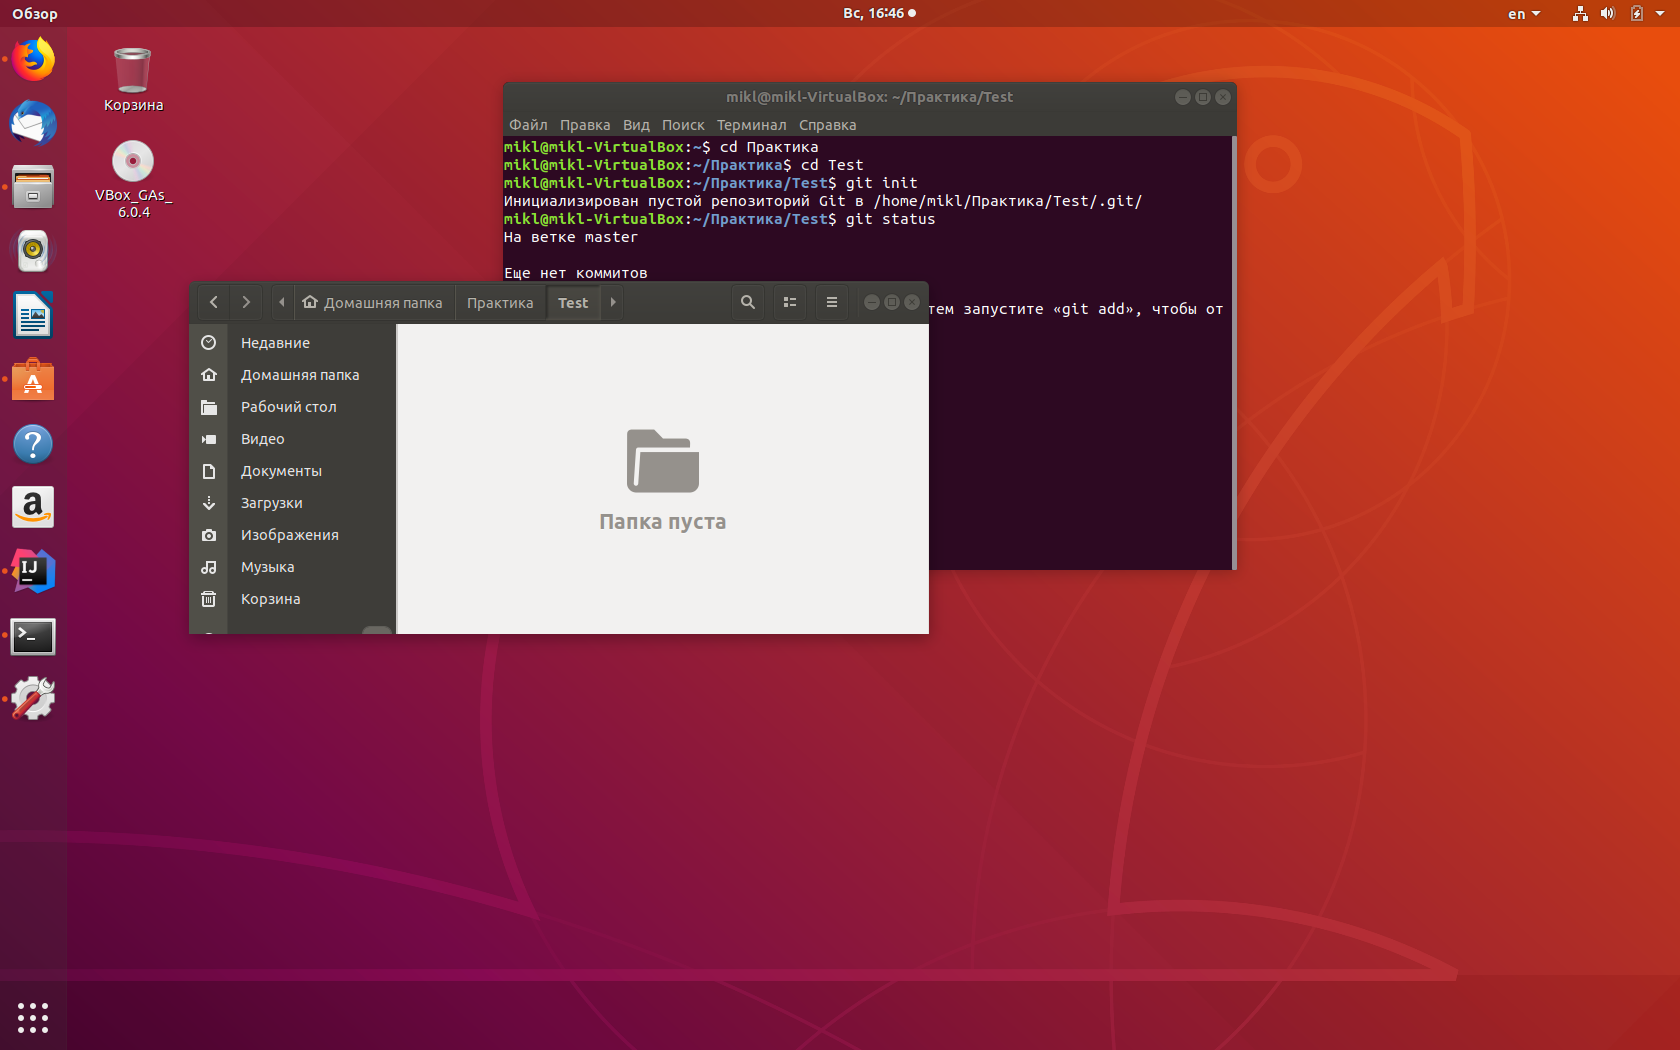 Обзор
Вс, 16:46
en
Корзина
VBox_GAs_
6.0.4
mikl@mikl-VirtualBox: ~/Практика/Test
Файл Правка Вид Поиск Терминал Справка
mikl@mikl-VirtualBox:~$ cd Практика
mikl@mikl-VirtualBox:~/Практика$ cd Test
mikl@mikl-VirtualBox:~/Практика/Test$ git init
Инициализирован пустой репозиторий Git в /home/mikl/Практика/Test/.git/
mikl@mikl-VirtualBox:~/Практика/Test$ git status
На ветке master
Еще нет коммитов
тем запустите «git add», чтобы от
Домашняя папка Практика Test
Недавние
Домашняя папка
Рабочий стол
Видео
Документы
Загрузки
Изображения
Музыка
Корзина
Папка пуста
A
?
a
IJ
>_